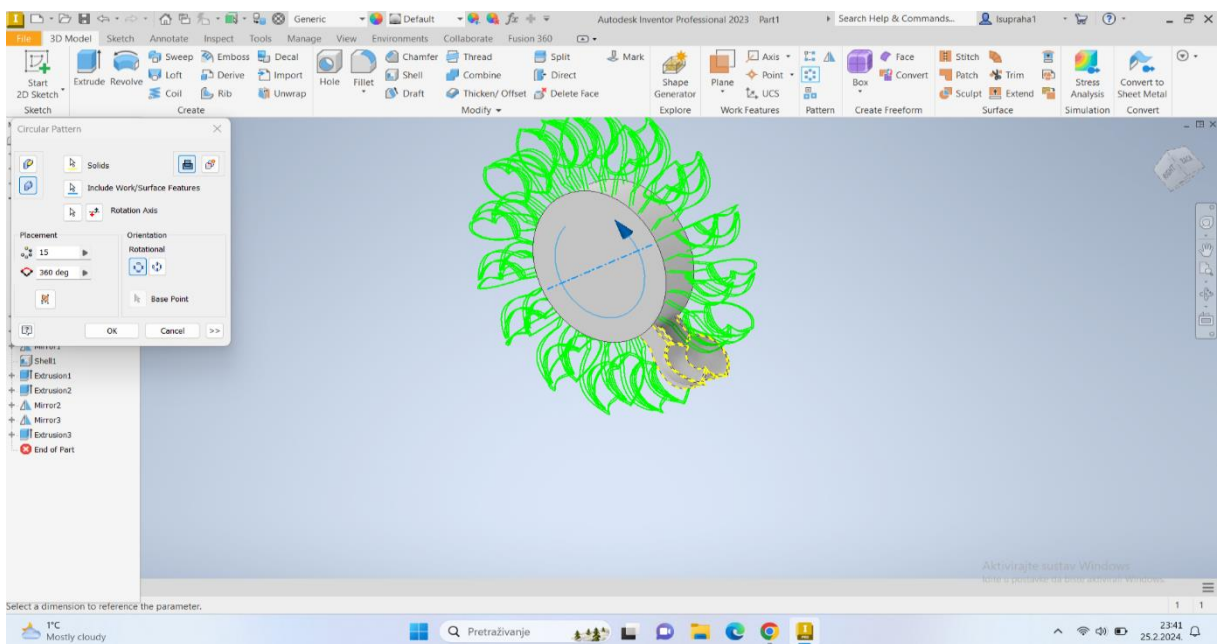 Generic
Default
Autodesk Inventor Professional 2023 Part1
Search Help & Commands...
lsupraha1
File 3D Model Sketch Annotate Inspect Tools Manage View Environments Collaborate Fusion 360
Start
2D Sketch
Extrude
Revolve
Sweep Emboss Decal
Loft Derive Import
Coil Rib Unwrap
Hole
Fillet
Chamfer Thread Split Mark
Shell Combine Direct
Draft Thicken/ Offset Delete Face
Shape
Generator
Plane
Axis
Point
UCS
Box
Face
Convert
Stitch
Patch Trim
Sculpt Extend
Stress
Analysis
Convert to
Sheet Metal
Sketch Create Modify Explore Work Features Pattern Create Freeform Surface Simulation Convert
Circular Pattern
Solids
Include Work/Surface Features
Rotation Axis
Placement Orientation
15 Rotational
360 deg
Base Point
OK Cancel >>
Mirror1
Shell1
Extrusion1
Extrusion2
Mirror2
Mirror3
Extrusion3
End of Part
Aktivirajte sustav Windows
Select a dimension to reference the parameter.
1 1
1°C
Mostly cloudy
Pretraživanje
23:41
25.2.2024.